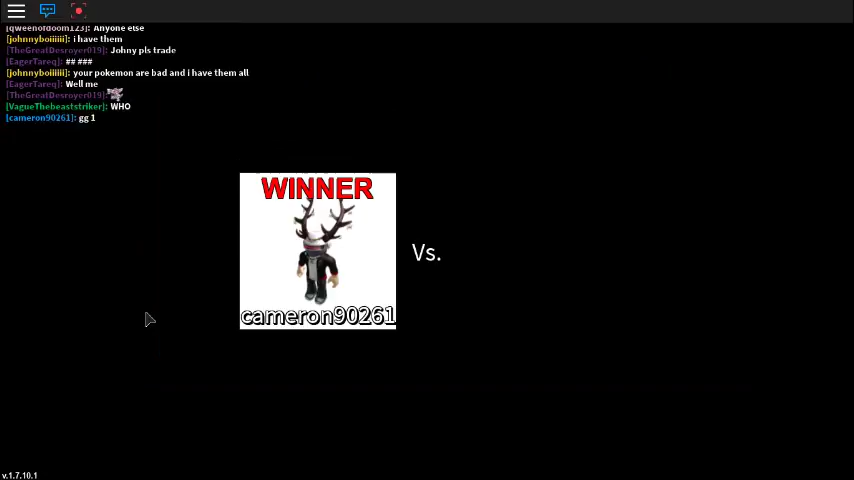 [qweenofdoom123]: Anyone else
[johnnyboiiiiii]: i have them
[TheGreatDesroyer019]: Johny pls trade
[EagerTareq]: ## ###
[johnnyboiiiiii]: your pokemon are bad and i have them all
[EagerTareq]: Well me
[TheGreatDesroyer019]:
[VagueThebeaststriker]: WHO
[cameron90261]: gg 1
WINNER
cameron90261
Vs.
v.1.7.10.1